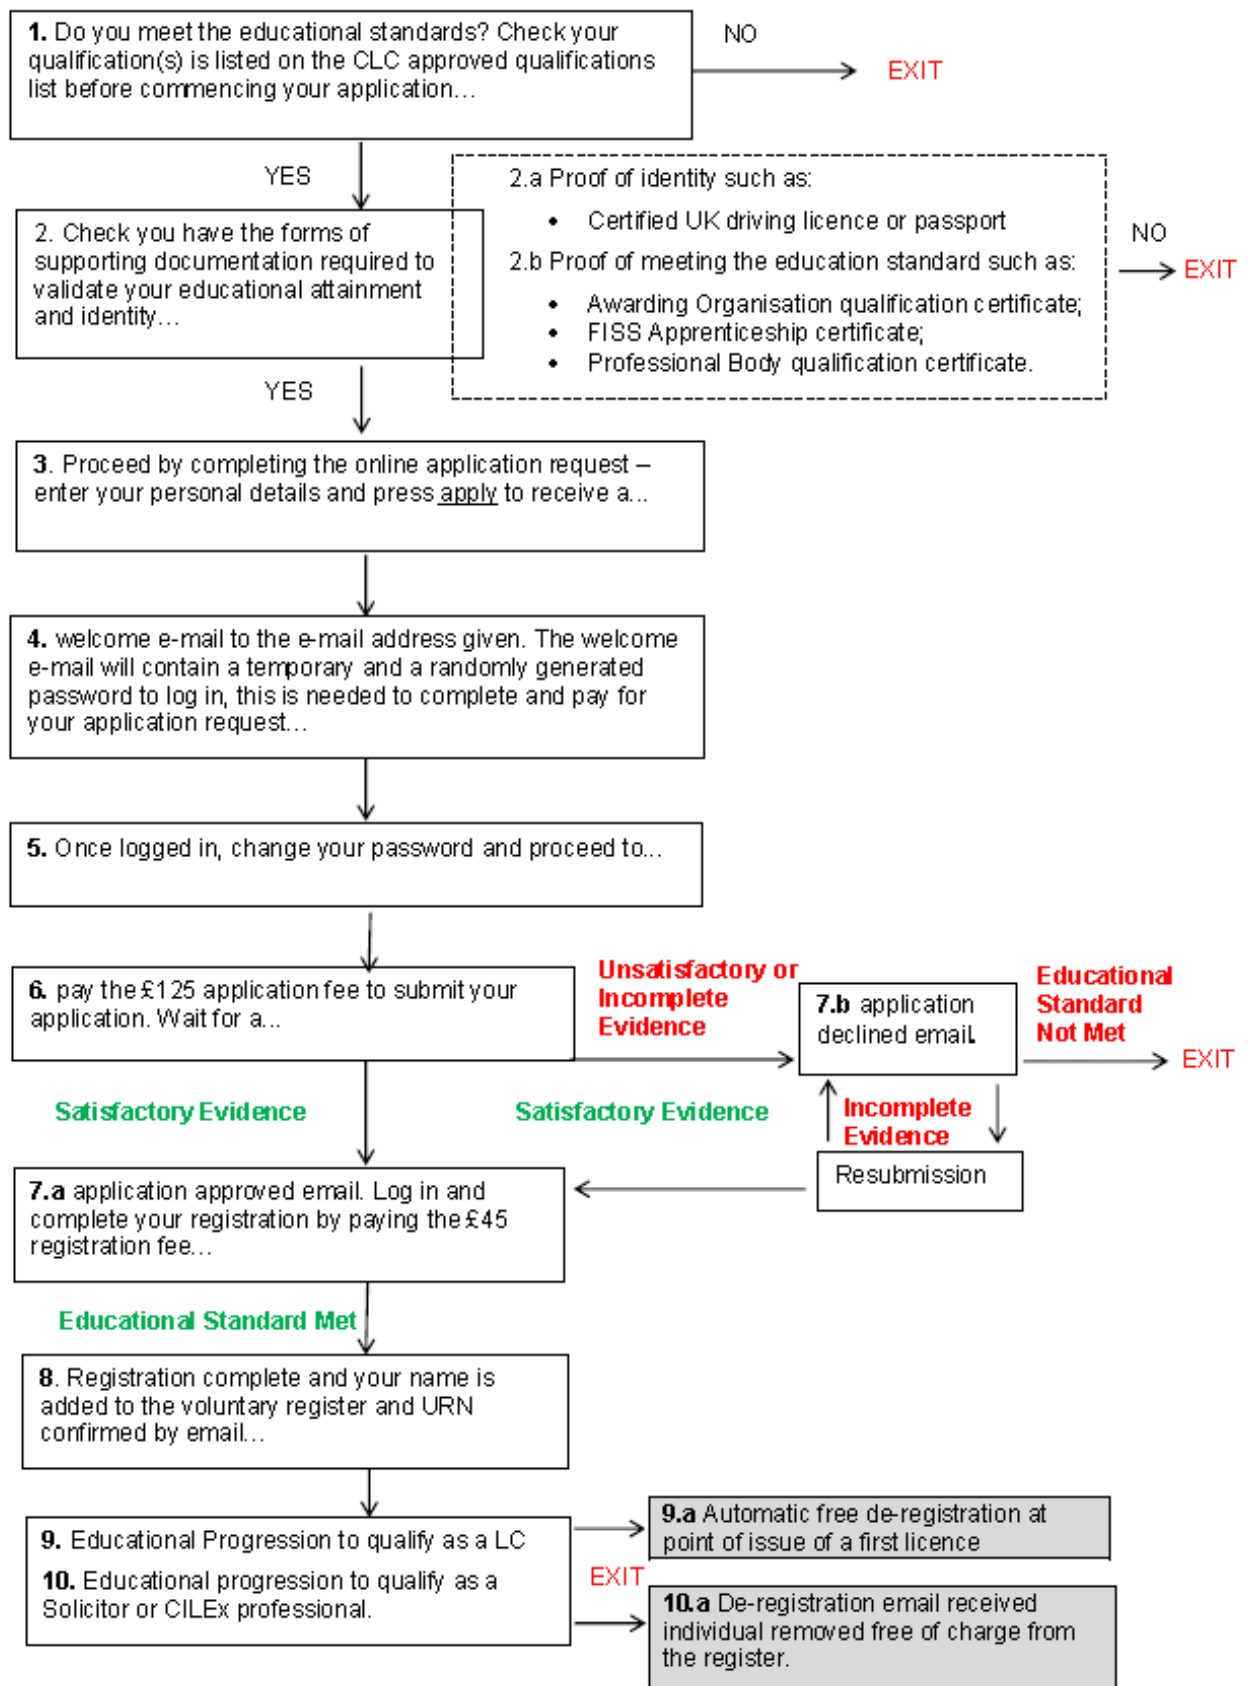 1. Do you meet the educational standards? Check your
qualification(s) is listed on the CLC approved qualifications
list before commencing your application...
NO
EXIT
YES
2. Check you have the forms of
supporting documentation required to
validate your educational attainment
and identity...
2.a Proof of identity such as:
• Certified UK driving licence or passport
2.b Proof of meeting the education standard such as:
• Awarding Organisation qualification certificate;
• FISS Apprenticeship certificate;
• Professional Body qualification certificate.
NO
EXIT
YES
3. Proceed by completing the online application request –
enter your personal details and press apply to receive a...
4. welcome e-mail to the e-mail address given. The welcome
e-mail will contain a temporary and a randomly generated
password to log in, this is needed to complete and pay for
your application request...
5. Once logged in, change your password and proceed to...
6. pay the £125 application fee to submit your
application. Wait for a...
Unsatisfactory or
Incomplete
Evidence
7.b application
declined email.
Educational
Standard
Not Met
EXIT
Satisfactory Evidence
Satisfactory Evidence
Incomplete
Evidence
Resubmission
7.a application approved email. Log in and
complete your registration by paying the £45
registration fee...
Educational Standard Met
8. Registration complete and your name is
added to the voluntary register and URN
confirmed by email...
9. Educational Progression to qualify as a LC
10. Educational progression to qualify as a
Solicitor or CILEx professional.
EXIT
9.a Automatic free de-registration at
point of issue of a first licence
10.a De-registration email received
individual removed free of charge from
the register.